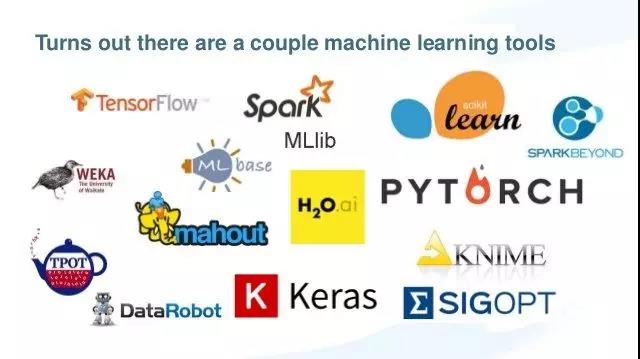 Turns out there are a couple machine learning tools
TensorFlow™
Spark
MLlib
scikit
learn
SPARKBEYOND
WEKA
The University
of Waikato
ML base
mahout
H2O.ai
PYTORCH
KNIME
TPOT
DataRobot
K Keras
Σ SIGOPT